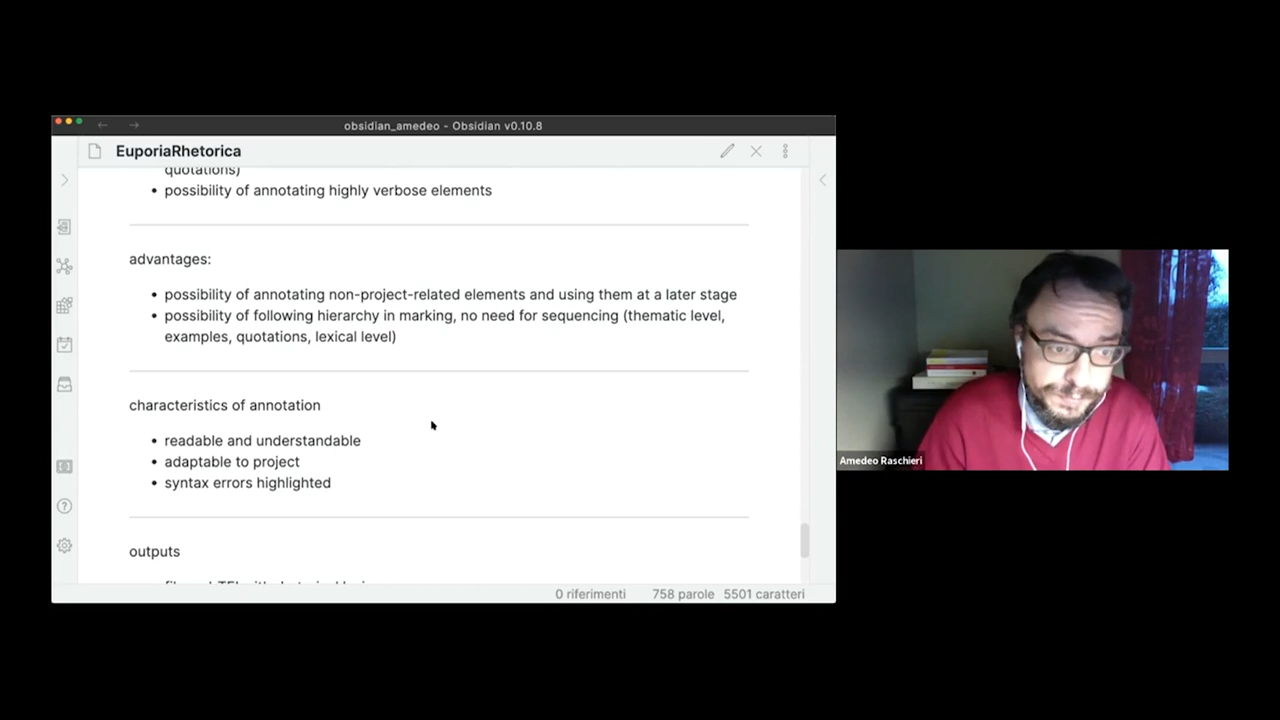 obsidian_amedeo - Obsidian v0.10.8
EuporiaRhetorica
quotations)
• possibility of annotating highly verbose elements
advantages:
• possibility of annotating non-project-related elements and using them at a later stage
• possibility of following hierarchy in marking, no need for sequencing (thematic level,
examples, quotations, lexical level)
characteristics of annotation
• readable and understandable
• adaptable to project
• syntax errors highlighted
outputs
0 riferimenti 758 parole 5501 caratteri
Amedeo Raschieri